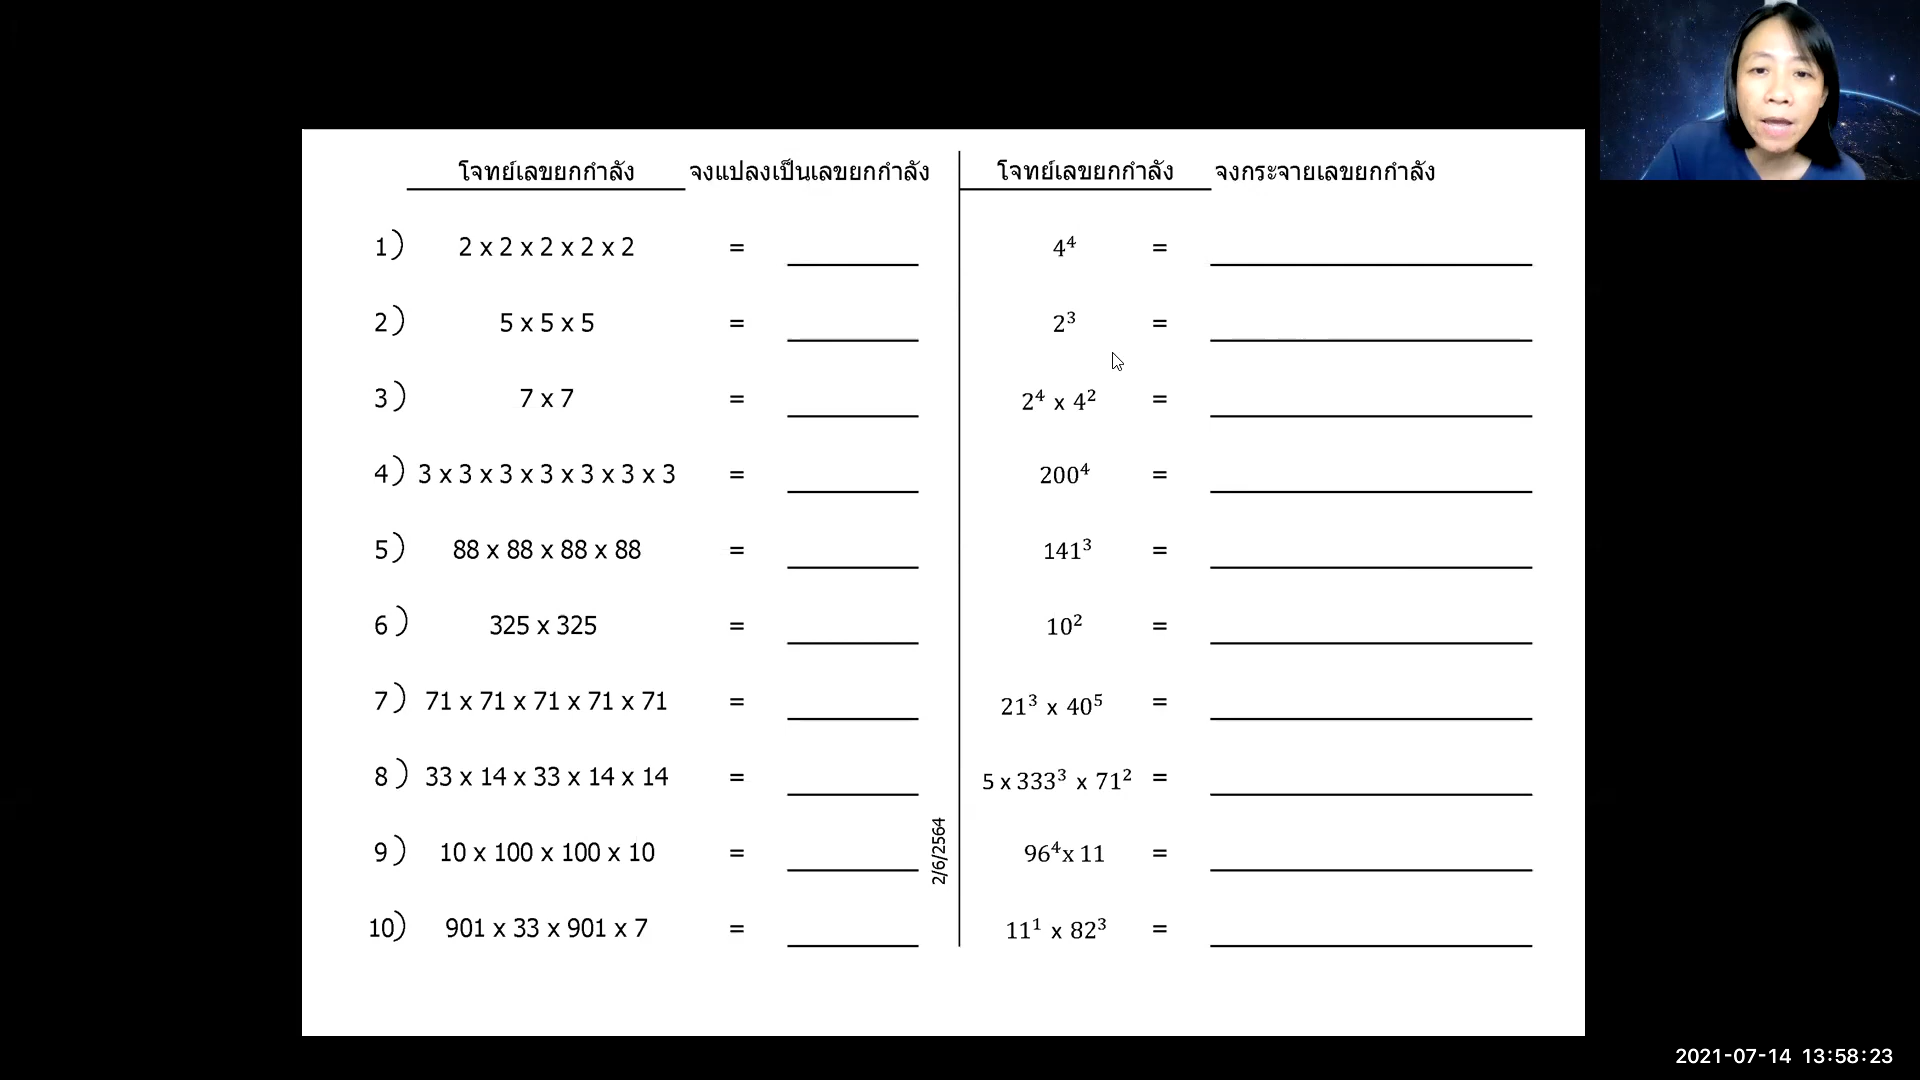 โจทย์เลขยกกำลัง จงแปลงเป็นเลขยกกำลัง โจทย์เลขยกกำลัง จงกระจายเลขยกกำลัง
1) 2 x 2 x 2 x 2 x 2 = 4⁴ =
2) 5 x 5 x 5 = 2³ =
3) 7 x 7 = 2⁴ x 4² =
4) 3 x 3 x 3 x 3 x 3 x 3 x 3 = 200⁴ =
5) 88 x 88 x 88 x 88 = 141³ =
6) 325 x 325 = 10² =
7) 71 x 71 x 71 x 71 x 71 = 21³ x 40⁵ =
8) 33 x 14 x 33 x 14 x 14 = 5 x 333³ x 71² =
9) 10 x 100 x 100 x 10 = 96⁴x 11 =
10) 901 x 33 x 901 x 7 = 11¹ x 82³ =
2/6/2564
2021-07-14 13:58:23